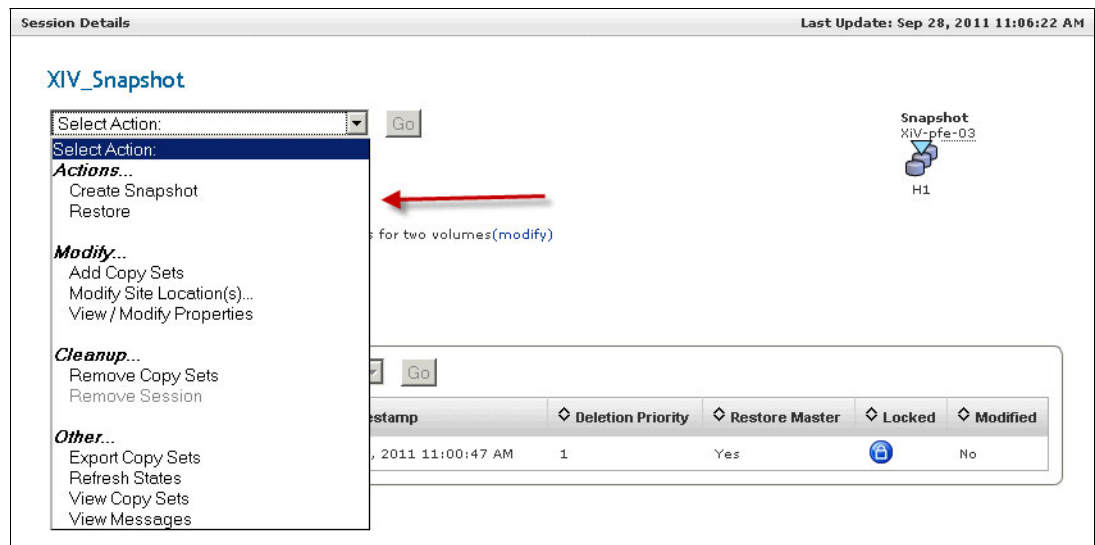 Session Details
Last Update: Sep 28, 2011 11:06:22 AM
XIV_Snapshot
Select Action:
Go
Snapshot
XIV-pfe-03
H1
Select Action:
Actions...
Create Snapshot
Restore
for two volumes(modify)
Modify...
Add Copy Sets
Modify Site Location(s)...
View / Modify Properties
Cleanup...
Remove Copy Sets
Remove Session
Go
Deletion Priority
Restore Master
Locked
Modified
Other...
Export Copy Sets
Refresh States
View Copy Sets
View Messages
, 2011 11:00:47 AM
1
Yes
No